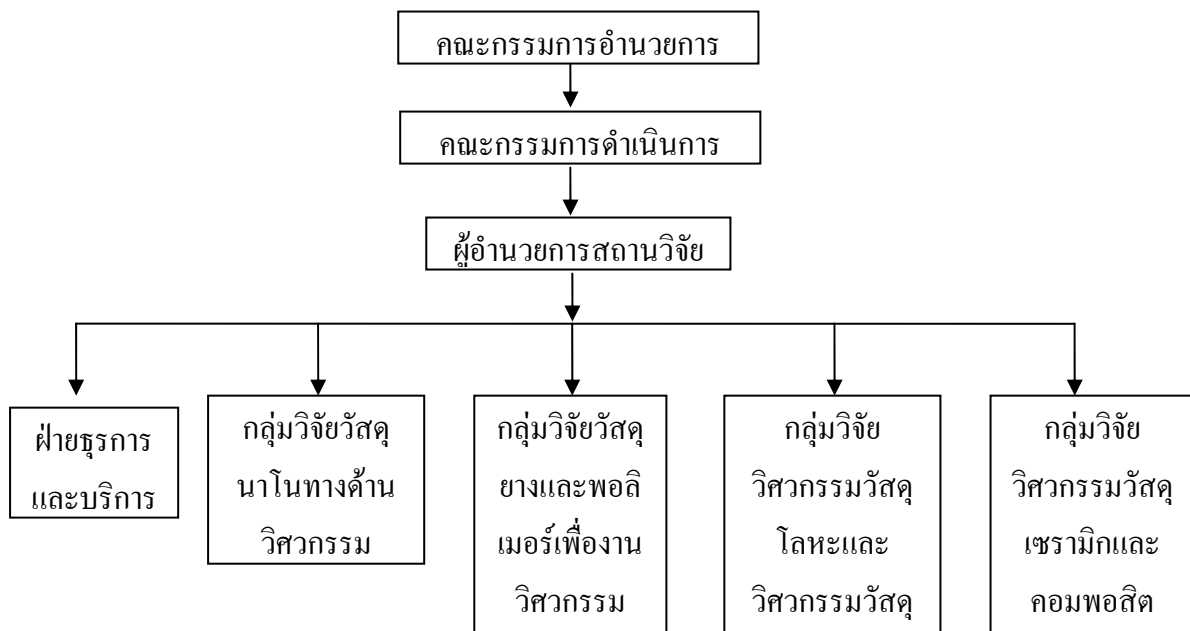 คณะกรรมการอำนวยการ
คณะกรรมการดำเนินการ
ผู้อำนวยการสถานวิจัย
ฝ่ายธุรการ
และบริการ
กลุ่มวิจัยวัสดุ
นาโนทางด้าน
วิศวกรรม
กลุ่มวิจัยวัสดุ
ยางและพอลิ
เมอร์เพื่องาน
วิศวกรรม
กลุ่มวิจัย
วิศวกรรมวัสดุ
โลหะและ
วิศวกรรมวัสดุ
กลุ่มวิจัย
วิศวกรรมวัสดุ
เซรามิกและ
คอมพอสิต